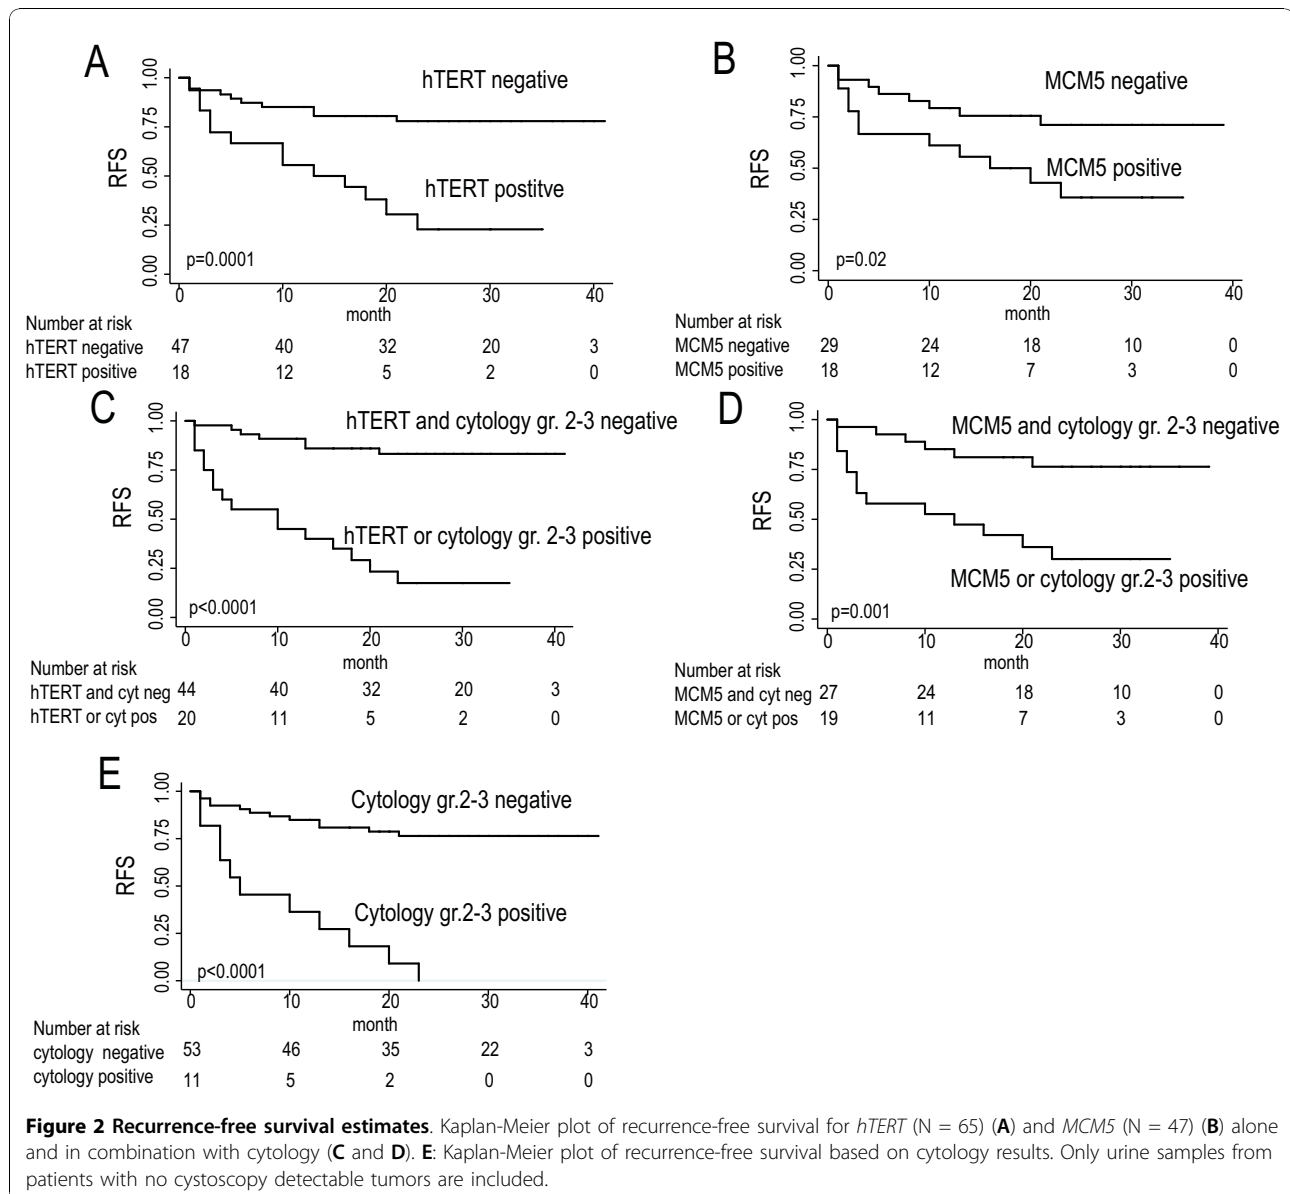 A
RFS
1.00
0.75
0.50
0.25
0.00
hTERT negative
hTERT postitve
p=0.0001
0 10 20 30 40
month
Number at risk
hTERT negative 47 40 32 20 3
hTERT positive 18 12 5 2 0
B
RFS
1.00
0.75
0.50
0.25
0.00
MCM5 negative
MCM5 positive
p=0.02
0 10 20 30 40
month
Number at risk
MCM5 negative 29 24 18 10 0
MCM5 positive 18 12 7 3 0
C
RFS
1.00
0.75
0.50
0.25
0.00
hTERT and cytology gr. 2-3 negative
hTERT or cytology gr. 2-3 positive
p<0.0001
0 10 20 30 40
month
Number at risk
hTERT and cyt neg 44 40 32 20 3
hTERT or cyt pos 20 11 5 2 0
D
RFS
1.00
0.75
0.50
0.25
0.00
MCM5 and cytology gr. 2-3 negative
MCM5 or cytology gr.2-3 positive
p=0.001
0 10 20 30 40
month
Number at risk
MCM5 and cyt neg 27 24 18 10 0
MCM5 or cyt pos 19 11 7 3 0
E
RFS
1.00
0.75
0.50
0.25
0.00
Cytology gr.2-3 negative
Cytology gr.2-3 positive
p<0.0001
0 10 20 30 40
month
Number at risk
cytology negative 53 46 35 22 3
cytology positive 11 5 2 0 0
Figure 2 Recurrence-free survival estimates. Kaplan-Meier plot of recurrence-free survival for hTERT (N = 65) (A) and MCM5 (N = 47) (B) alone
and in combination with cytology (C and D). E: Kaplan-Meier plot of recurrence-free survival based on cytology results. Only urine samples from
patients with no cystoscopy detectable tumors are included.